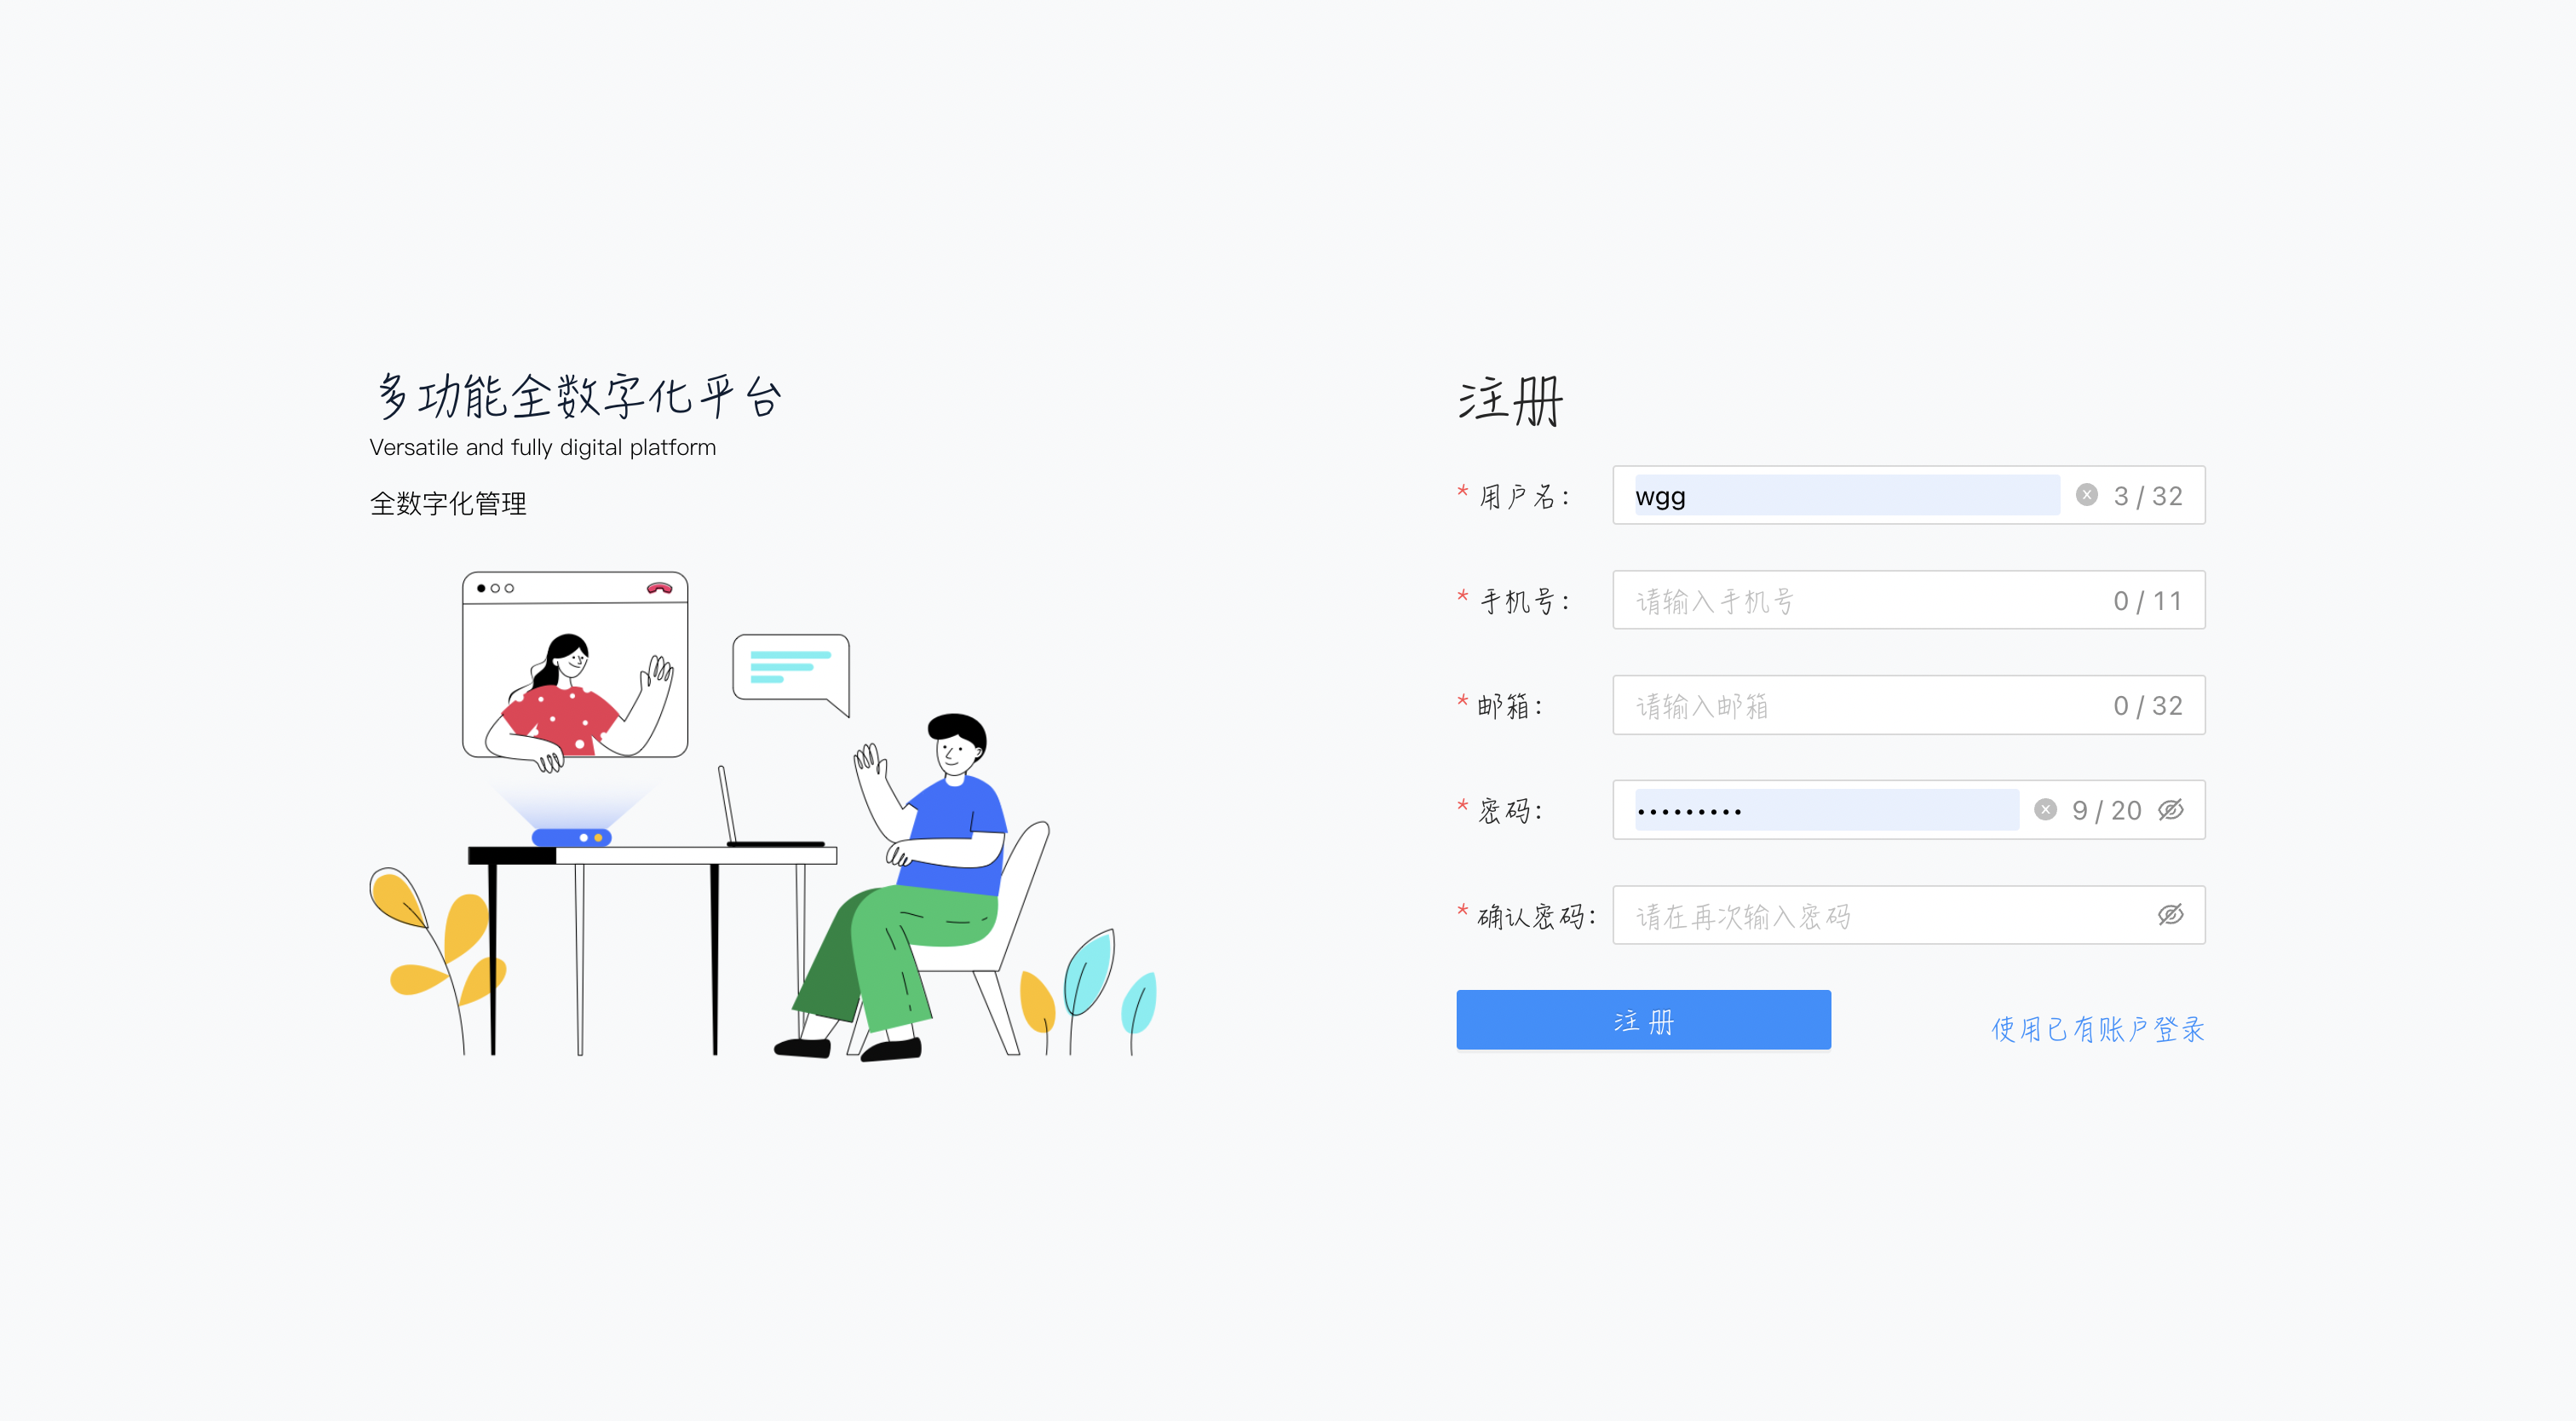 多功能全数字化平台
Versatile and fully digital platform
全数字化管理
注册
* 用户名: wgg 3 / 32
* 手机号: 请输入手机号 0 / 11
* 邮箱: 请输入邮箱 0 / 32
* 密码: ••••••••• 9 / 20
* 确认密码: 请在再次输入密码
注 册 使用已有账户登录